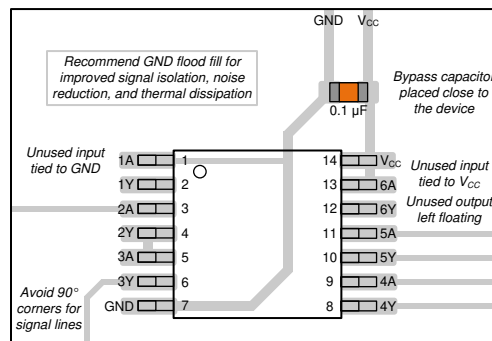 GND VCC
Recommend GND flood fill for
improved signal isolation, noise
reduction, and thermal dissipation
Bypass capacitor
placed close to
the device
0.1 µF
Unused input
tied to GND
1A 1 14 VCC
1Y 2 13 6A
2A 3 12 6Y
2Y 4 11 5A
3A 5 10 5Y
3Y 6 9 4A
GND 7 8 4Y
Unused input
tied to VCC
Unused output
left floating
Avoid 90°
corners for
signal lines